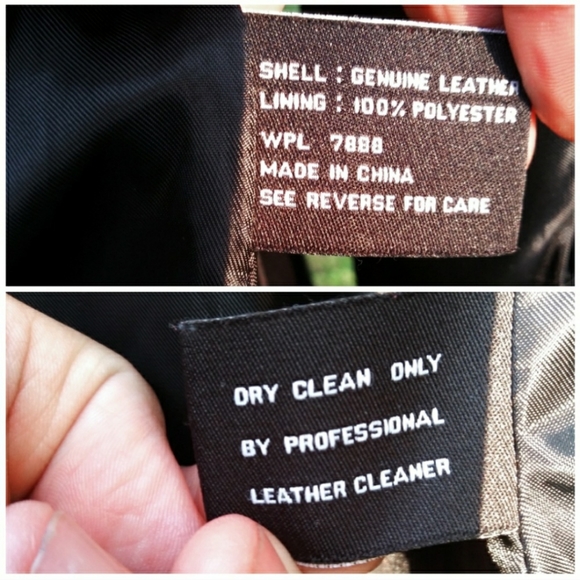 SHELL : GENUINE LEATHER
LINING : 100% POLYESTER
WPL 7888
MADE IN CHINA
SEE REVERSE FOR CARE
DRY CLEAN ONLY
BY PROFESSIONAL
LEATHER CLEANER